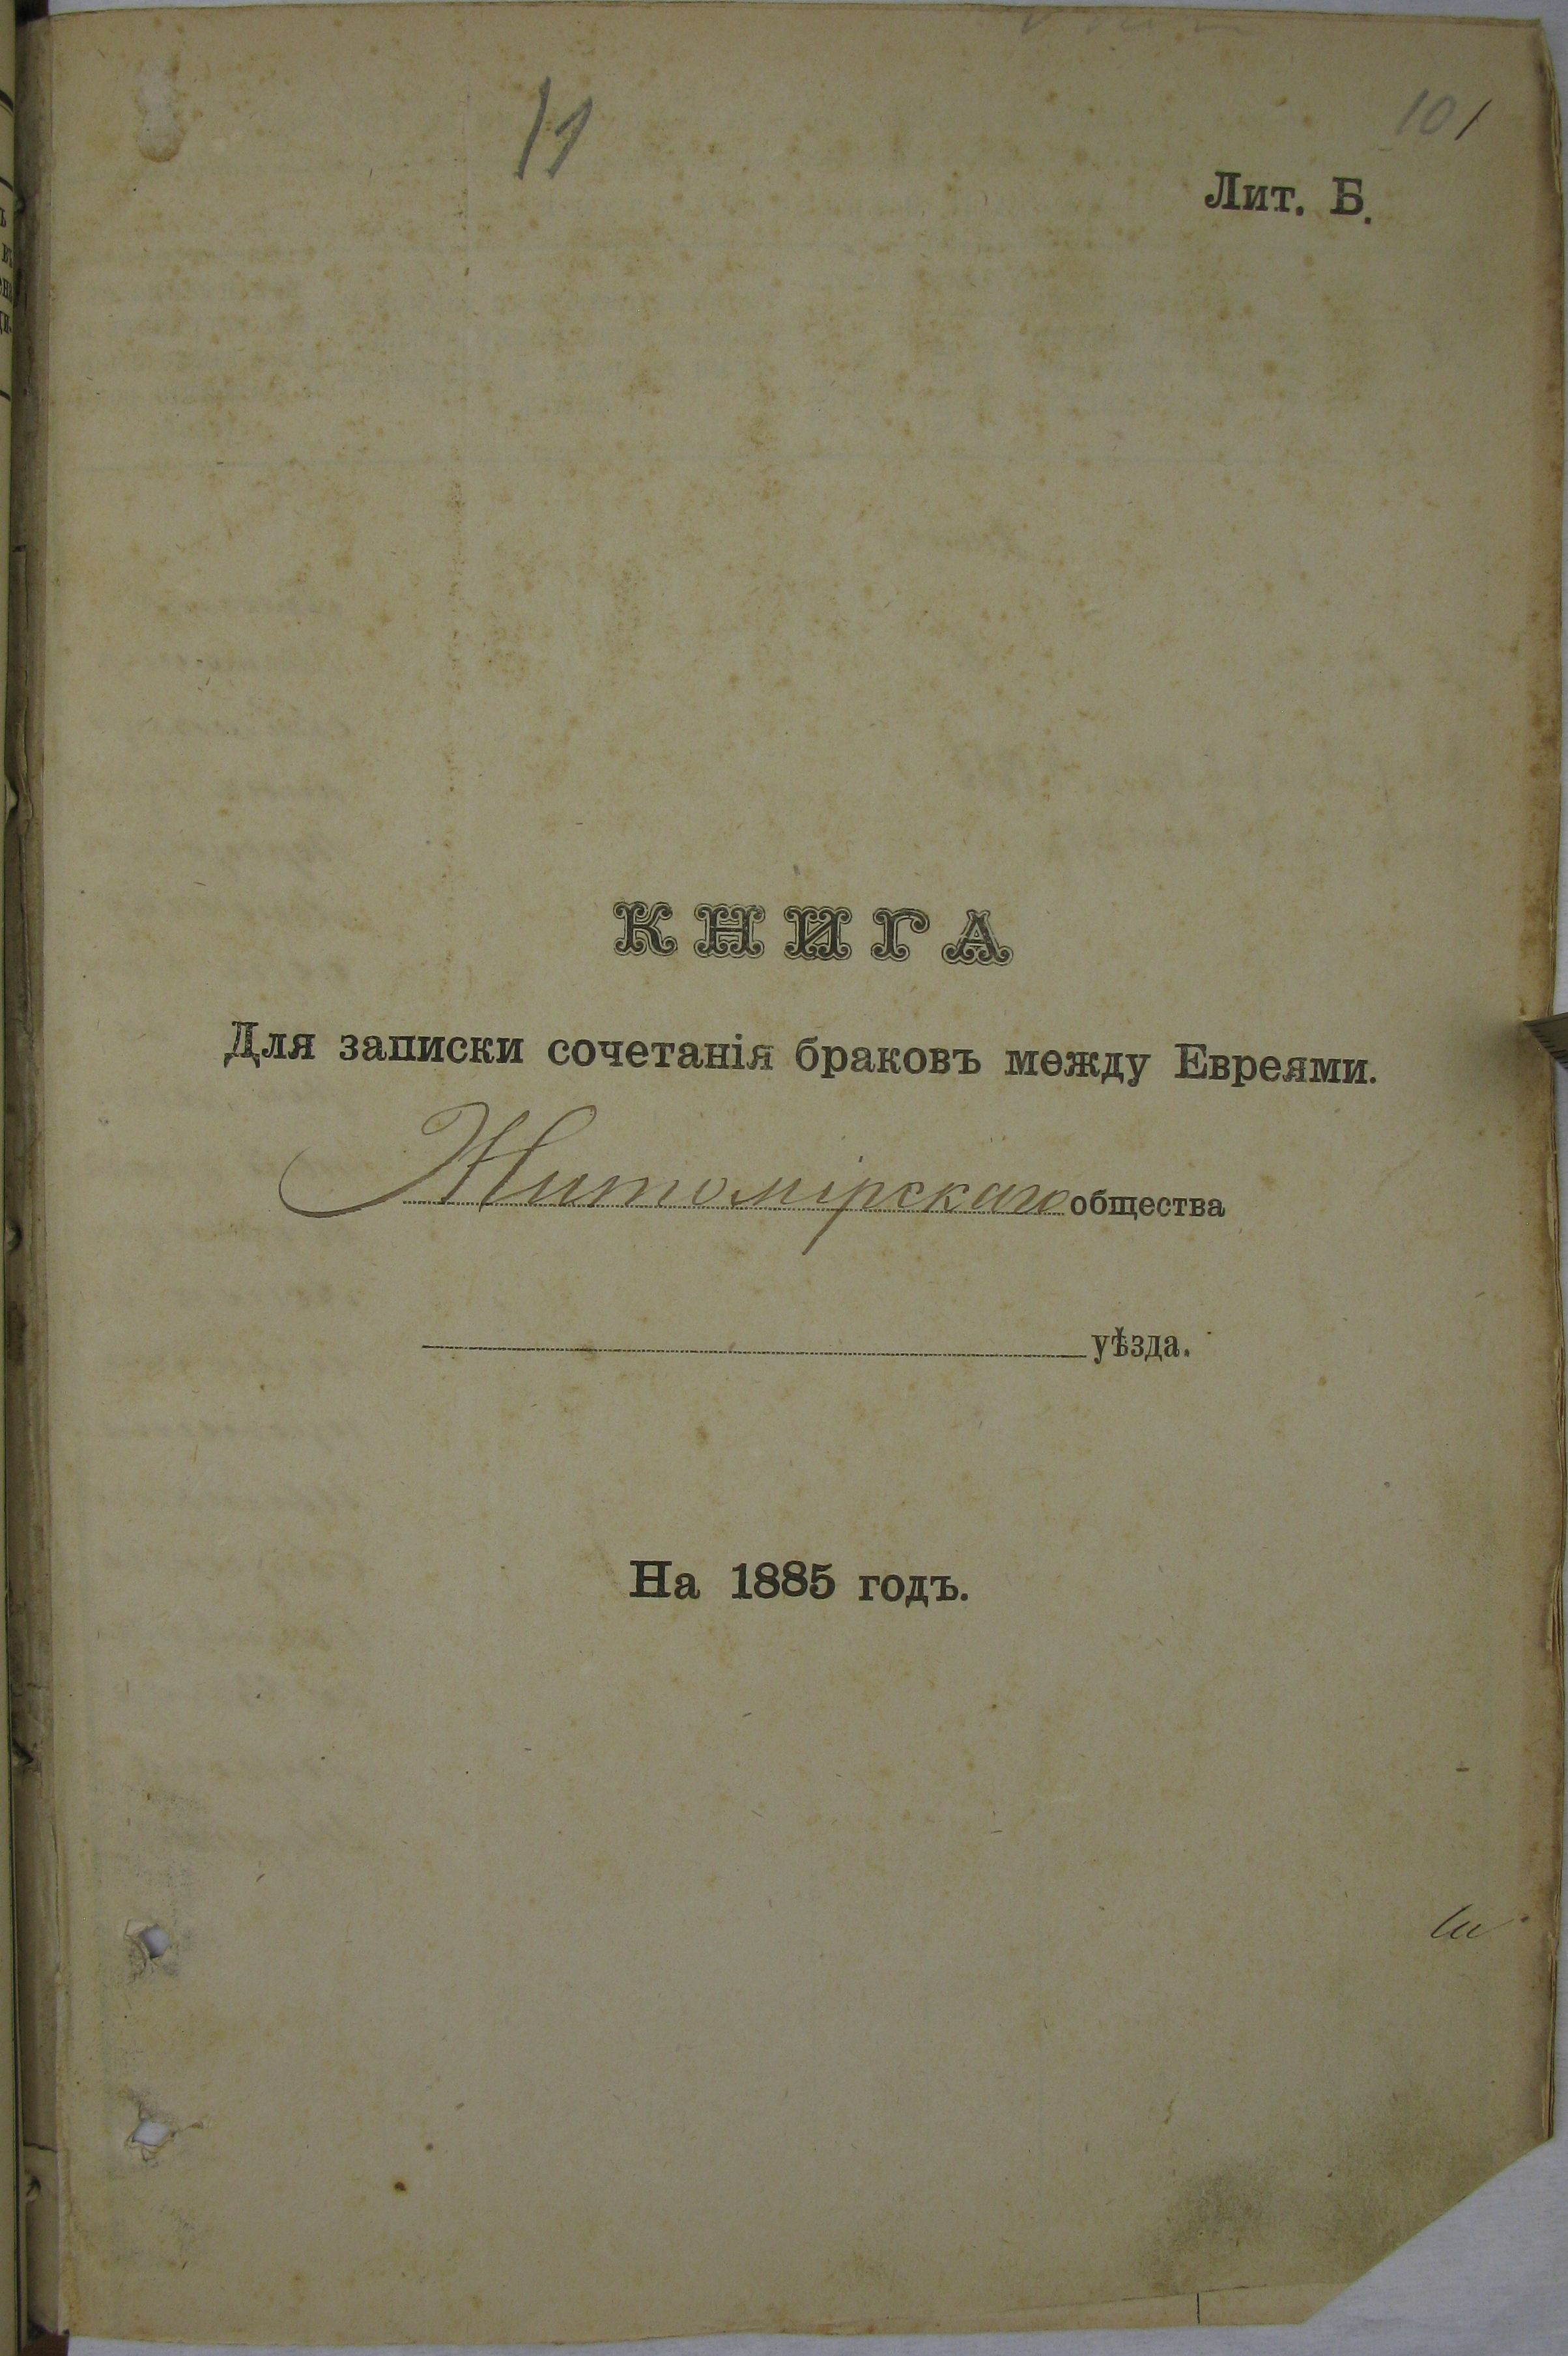 11
101
Лит. Б.
КНИГА
Для записки сочетанія браковъ между Евреями.
Житомірскаго общества
уѣзда.
На 1885 годъ.